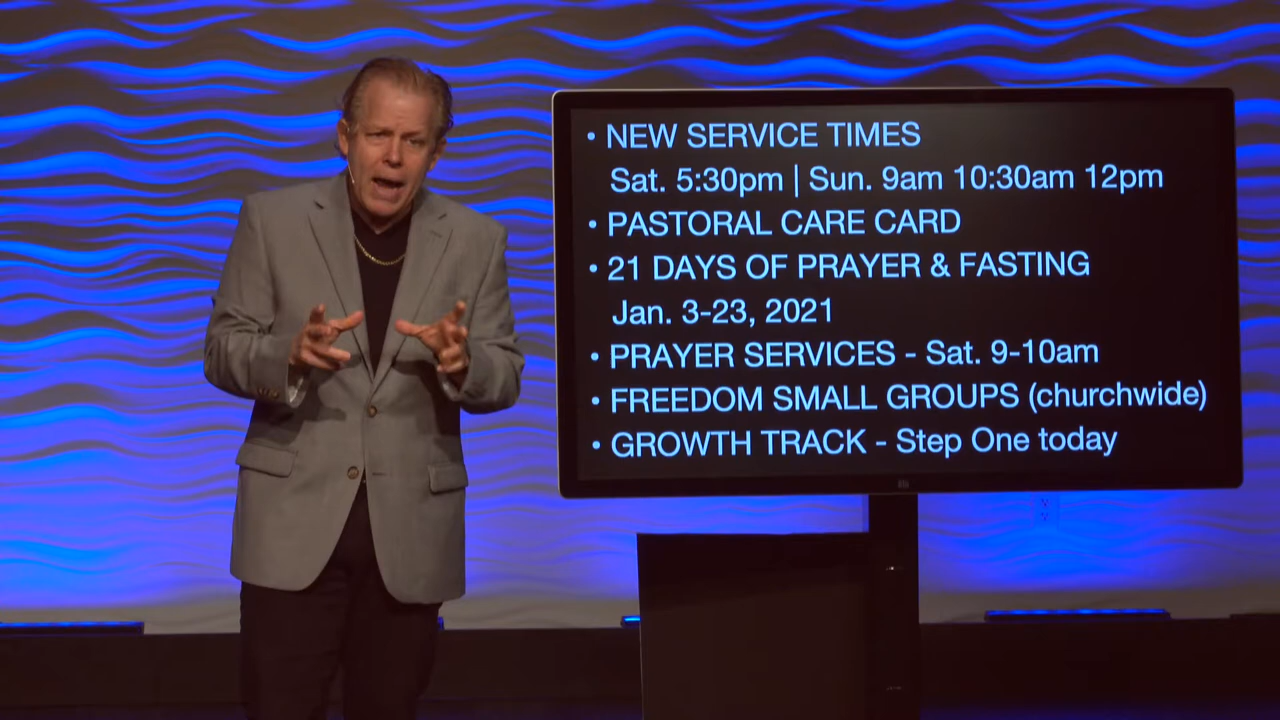 • NEW SERVICE TIMES
Sat. 5:30pm | Sun. 9am 10:30am 12pm
• PASTORAL CARE CARD
• 21 DAYS OF PRAYER & FASTING
Jan. 3-23, 2021
• PRAYER SERVICES - Sat. 9-10am
• FREEDOM SMALL GROUPS (churchwide)
• GROWTH TRACK - Step One today